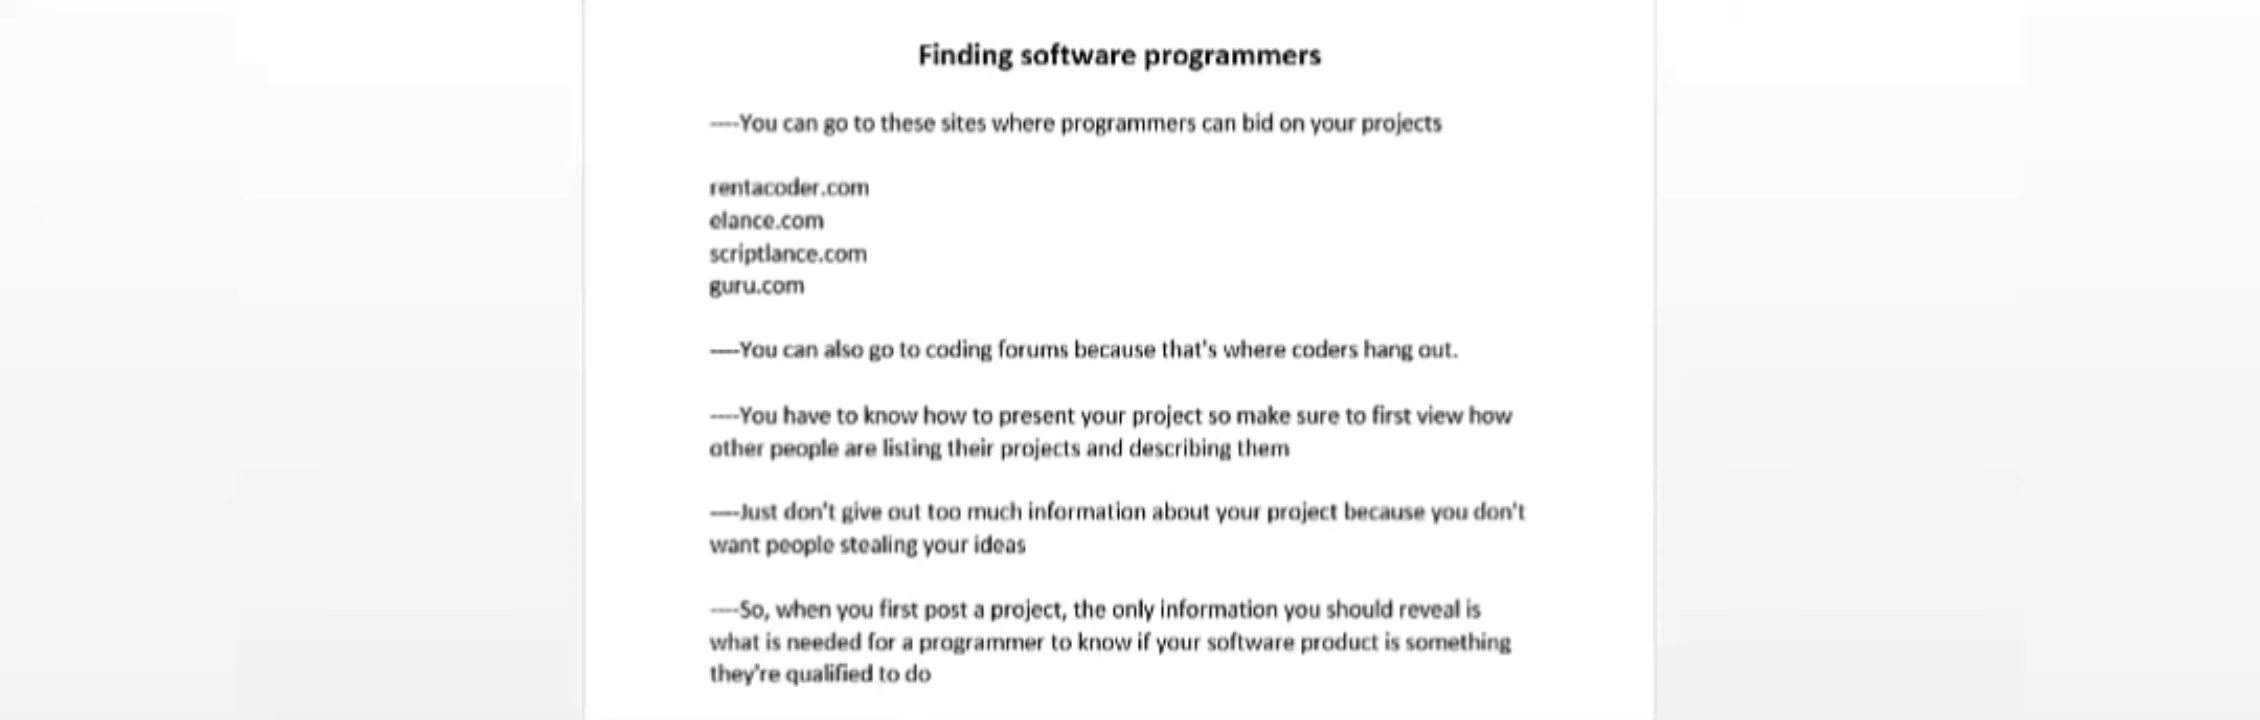 Finding software programmers
----You can go to these sites where programmers can bid on your projects
rentacoder.com
elance.com
scriptlance.com
guru.com
----You can also go to coding forums because that's where coders hang out.
----You have to know how to present your project so make sure to first view how
other people are listing their projects and describing them
----Just don't give out too much information about your project because you don't
want people stealing your ideas
----So, when you first post a project, the only information you should reveal is
what is needed for a programmer to know if your software product is something
they're qualified to do